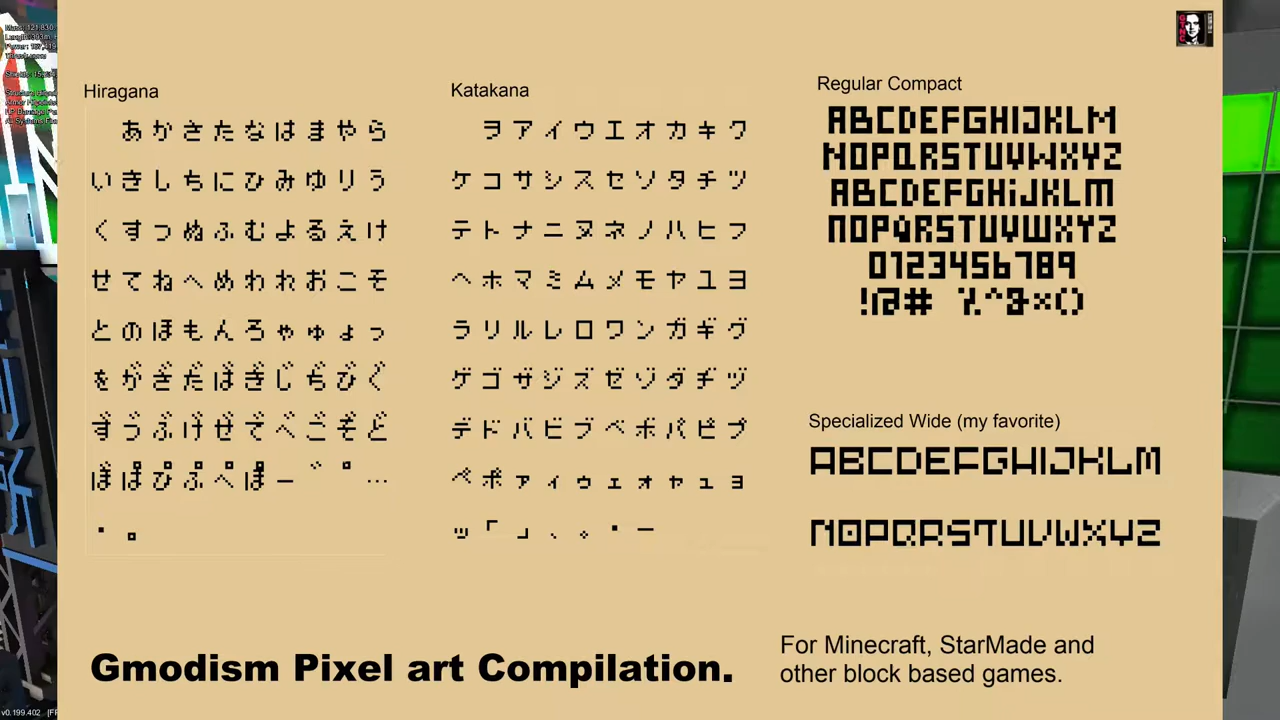 Hiragana
あかさたなはまやら
いきしちにひみゆりう
くすつぬふむよるえけ
せてねへめわれおこそ
とのほもんろゃゅょっ
をがざだばぎじぢびぐ
ずづぶげぜでべごぞど
ぼぱぴぷぺぽー゛゜…
・。
Katakana
ヲアイウエオカキク
ケコサシスセソタチツ
テトナニヌネノハヒフ
ヘホマミムメモヤユヨ
ラリルレロワンガギグ
ゲゴザジズゼゾダヂヅ
デドバビブベボパピプ
ペポァィゥェォャュョ
ッ「」、。・ー
Regular Compact
ABCDEFGHIJKLM
NOPQRSTUVWXYZ
ABCDEFGHiJKLM
NOPQRSTUVWXYZ
0123456789
!@# %^&×()
Specialized Wide (my favorite)
ABCDEFGHIJKLM
NOPQRSTUVWXYZ
Gmodism Pixel art Compilation.
For Minecraft, StarMade and
other block based games.
v0.199.402